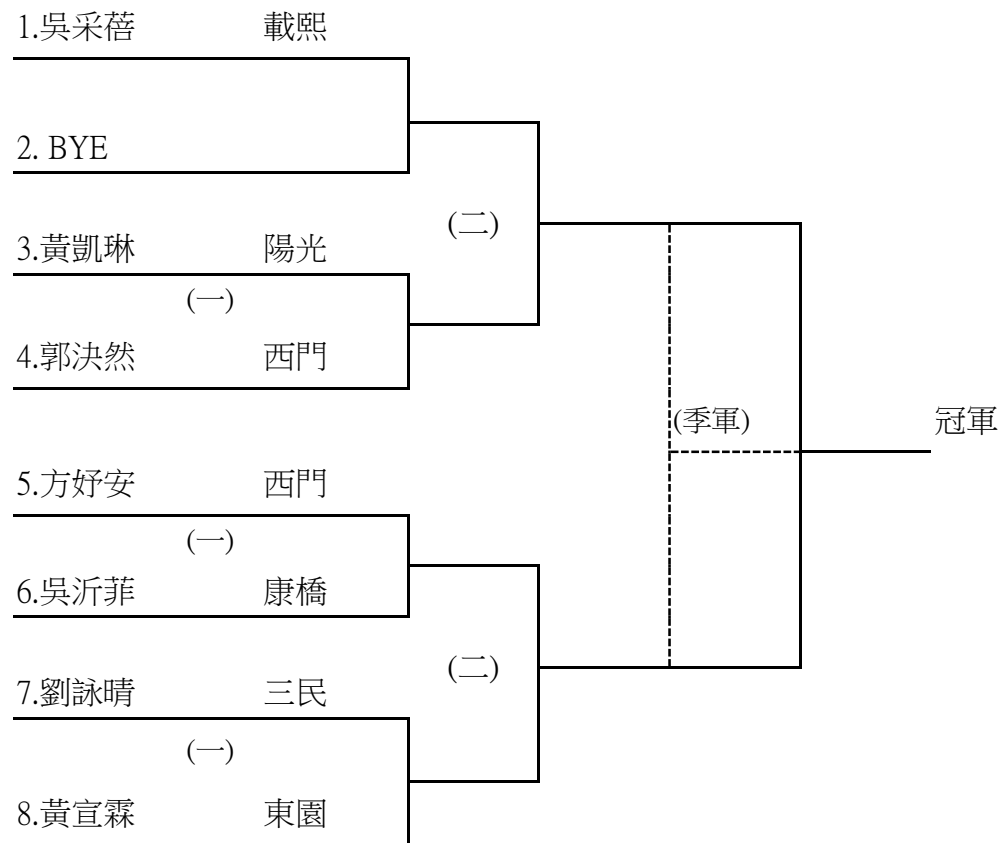 1.吳采蓓 載熙
2. BYE
(二)
3.黃凱琳 陽光
(一)
4.郭決然 西門
(季軍) 冠軍
5.方妤安 西門
(一)
6.吳沂菲 康橋
(二)
7.劉詠晴 三民
(一)
8.黃宣霖 東園